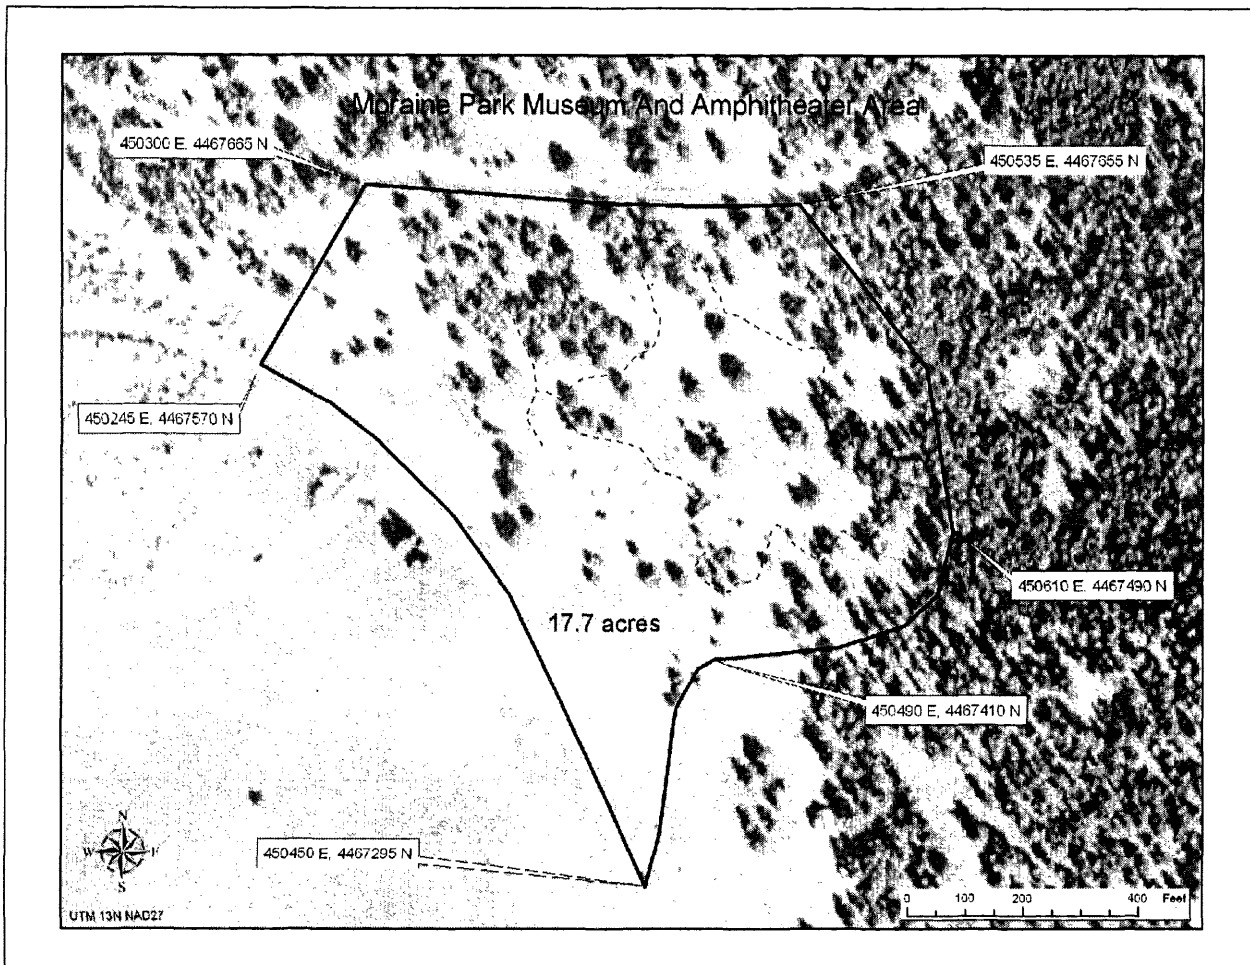 Moraine Park Museum And Amphitheater Area
450300 E, 4467665 N
450535 E, 4467655 N
450245 E, 4467570 N
450610 E, 4467490 N
17.7 acres
450490 E, 4467410 N
450450 E, 4467295 N
N
W E
S
UTM 13N NAD27
0 100 200 400 Feet